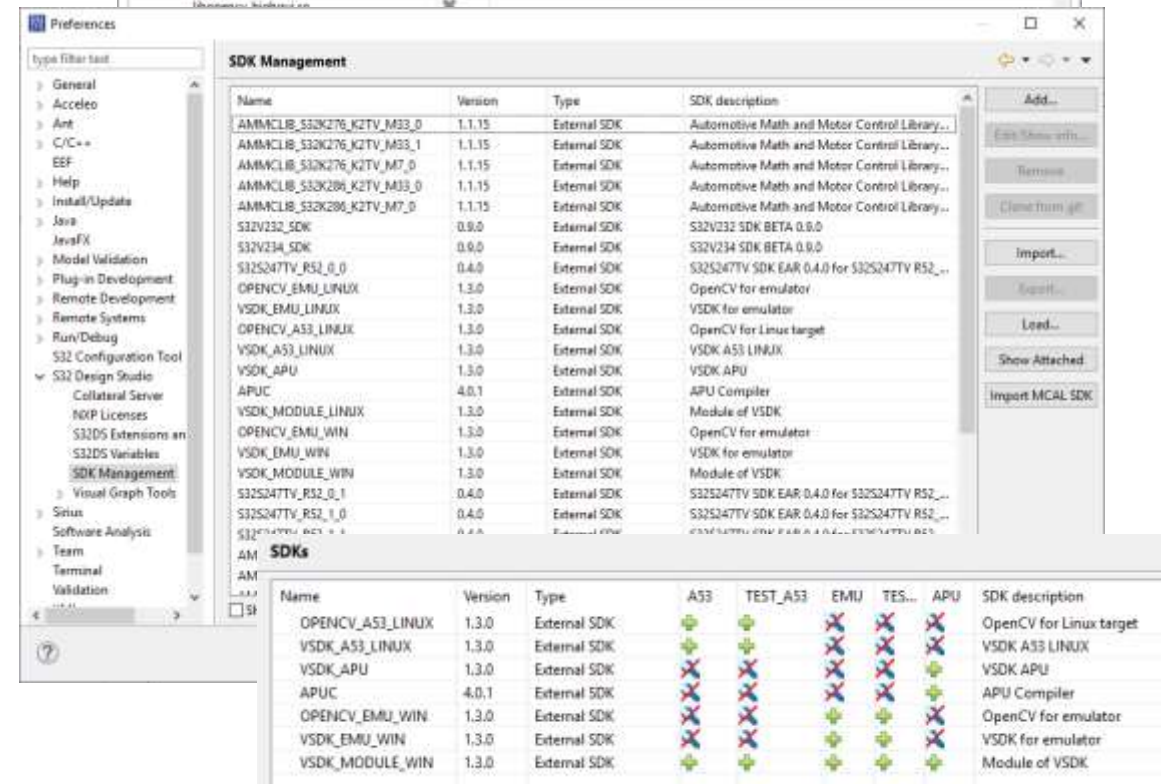 Preferences
type filter text
SDK Management
General
Acceleo
Ant
C/C++
EEF
Help
Install/Update
Java
JavaFX
Model Validation
Plug-in Development
Remote Development
Remote Systems
Run/Debug
S32 Configuration Tool
S32 Design Studio
Collateral Server
NXP Licenses
S32DS Extensions an
S32DS Variables
SDK Management
Visual Graph Tools
Sirius
Software Analysis
Team
Terminal
Validation
Name Version Type SDK description
AMMCLIB_S32K276_K2TV_M33_0 1.1.15 External SDK Automotive Math and Motor Control Library...
AMMCLIB_S32K276_K2TV_M33_1 1.1.15 External SDK Automotive Math and Motor Control Library...
AMMCLIB_S32K276_K2TV_M7_0 1.1.15 External SDK Automotive Math and Motor Control Library...
AMMCLIB_S32K286_K2TV_M33_0 1.1.15 External SDK Automotive Math and Motor Control Library...
AMMCLIB_S32K286_K2TV_M7_0 1.1.15 External SDK Automotive Math and Motor Control Library...
S32V232_SDK 0.9.0 External SDK S32V232 SDK BETA 0.9.0
S32V234_SDK 0.9.0 External SDK S32V234 SDK BETA 0.9.0
S32S247TV_R52_0_0 0.4.0 External SDK S32S247TV SDK EAR 0.4.0 for S32S247TV R52_...
OPENCV_EMU_LINUX 1.3.0 External SDK OpenCV for emulator
VSDK_EMU_LINUX 1.3.0 External SDK VSDK for emulator
OPENCV_A53_LINUX 1.3.0 External SDK OpenCV for Linux target
VSDK_A53_LINUX 1.3.0 External SDK VSDK A53 LINUX
VSDK_APU 1.3.0 External SDK VSDK APU
APUC 4.0.1 External SDK APU Compiler
VSDK_MODULE_LINUX 1.3.0 External SDK Module of VSDK
OPENCV_EMU_WIN 1.3.0 External SDK OpenCV for emulator
VSDK_EMU_WIN 1.3.0 External SDK VSDK for emulator
VSDK_MODULE_WIN 1.3.0 External SDK Module of VSDK
S32S247TV_R52_0_1 0.4.0 External SDK S32S247TV SDK EAR 0.4.0 for S32S247TV R52_...
S32S247TV_R52_1_0 0.4.0 External SDK S32S247TV SDK EAR 0.4.0 for S32S247TV R52_...
AM
AM
Add...
Edit/Show info...
Remove
Clone from git
Import...
Export...
Load...
Show Attached
Import MCAL SDK
SDKs
Name Version Type A53 TEST_A53 EMU TES... APU SDK description
OPENCV_A53_LINUX 1.3.0 External SDK OpenCV for Linux target
VSDK_A53_LINUX 1.3.0 External SDK VSDK A53 LINUX
VSDK_APU 1.3.0 External SDK VSDK APU
APUC 4.0.1 External SDK APU Compiler
OPENCV_EMU_WIN 1.3.0 External SDK OpenCV for emulator
VSDK_EMU_WIN 1.3.0 External SDK VSDK for emulator
VSDK_MODULE_WIN 1.3.0 External SDK Module of VSDK